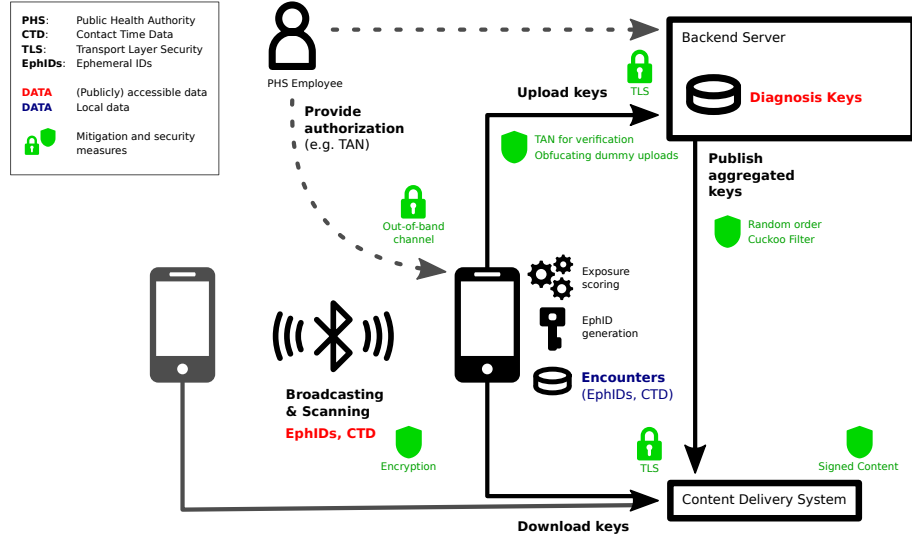 PHS: Public Health Authority
CTD: Contact Time Data
TLS: Transport Layer Security
EphIDs: Ephemeral IDs
DATA (Publicly) accessible data
DATA Local data
Mitigation and security
measures
PHS Employee
Provide
authorization
(e.g. TAN)
Out-of-band
channel
Upload keys
TLS
TAN for verification
Obfucating dummy uploads
Backend Server
Diagnosis Keys
Publish
aggregated
keys
Random order
Cuckoo Filter
Exposure
scoring
EphID
generation
Encounters
(EphIDs, CTD)
Broadcasting
& Scanning
EphIDs, CTD
Encryption
TLS
Signed Content
Content Delivery System
Download keys